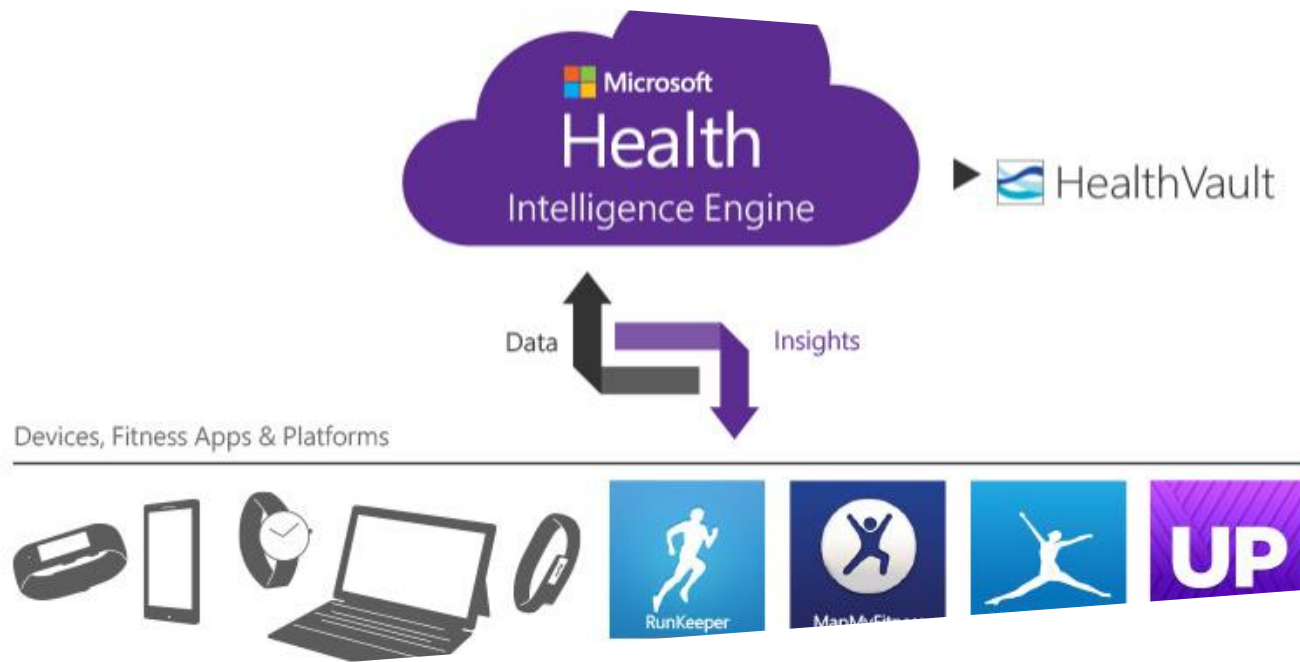 Microsoft
Health
Intelligence Engine
HealthVault
Data
Insights
Devices, Fitness Apps & Platforms
RunKeeper
UP